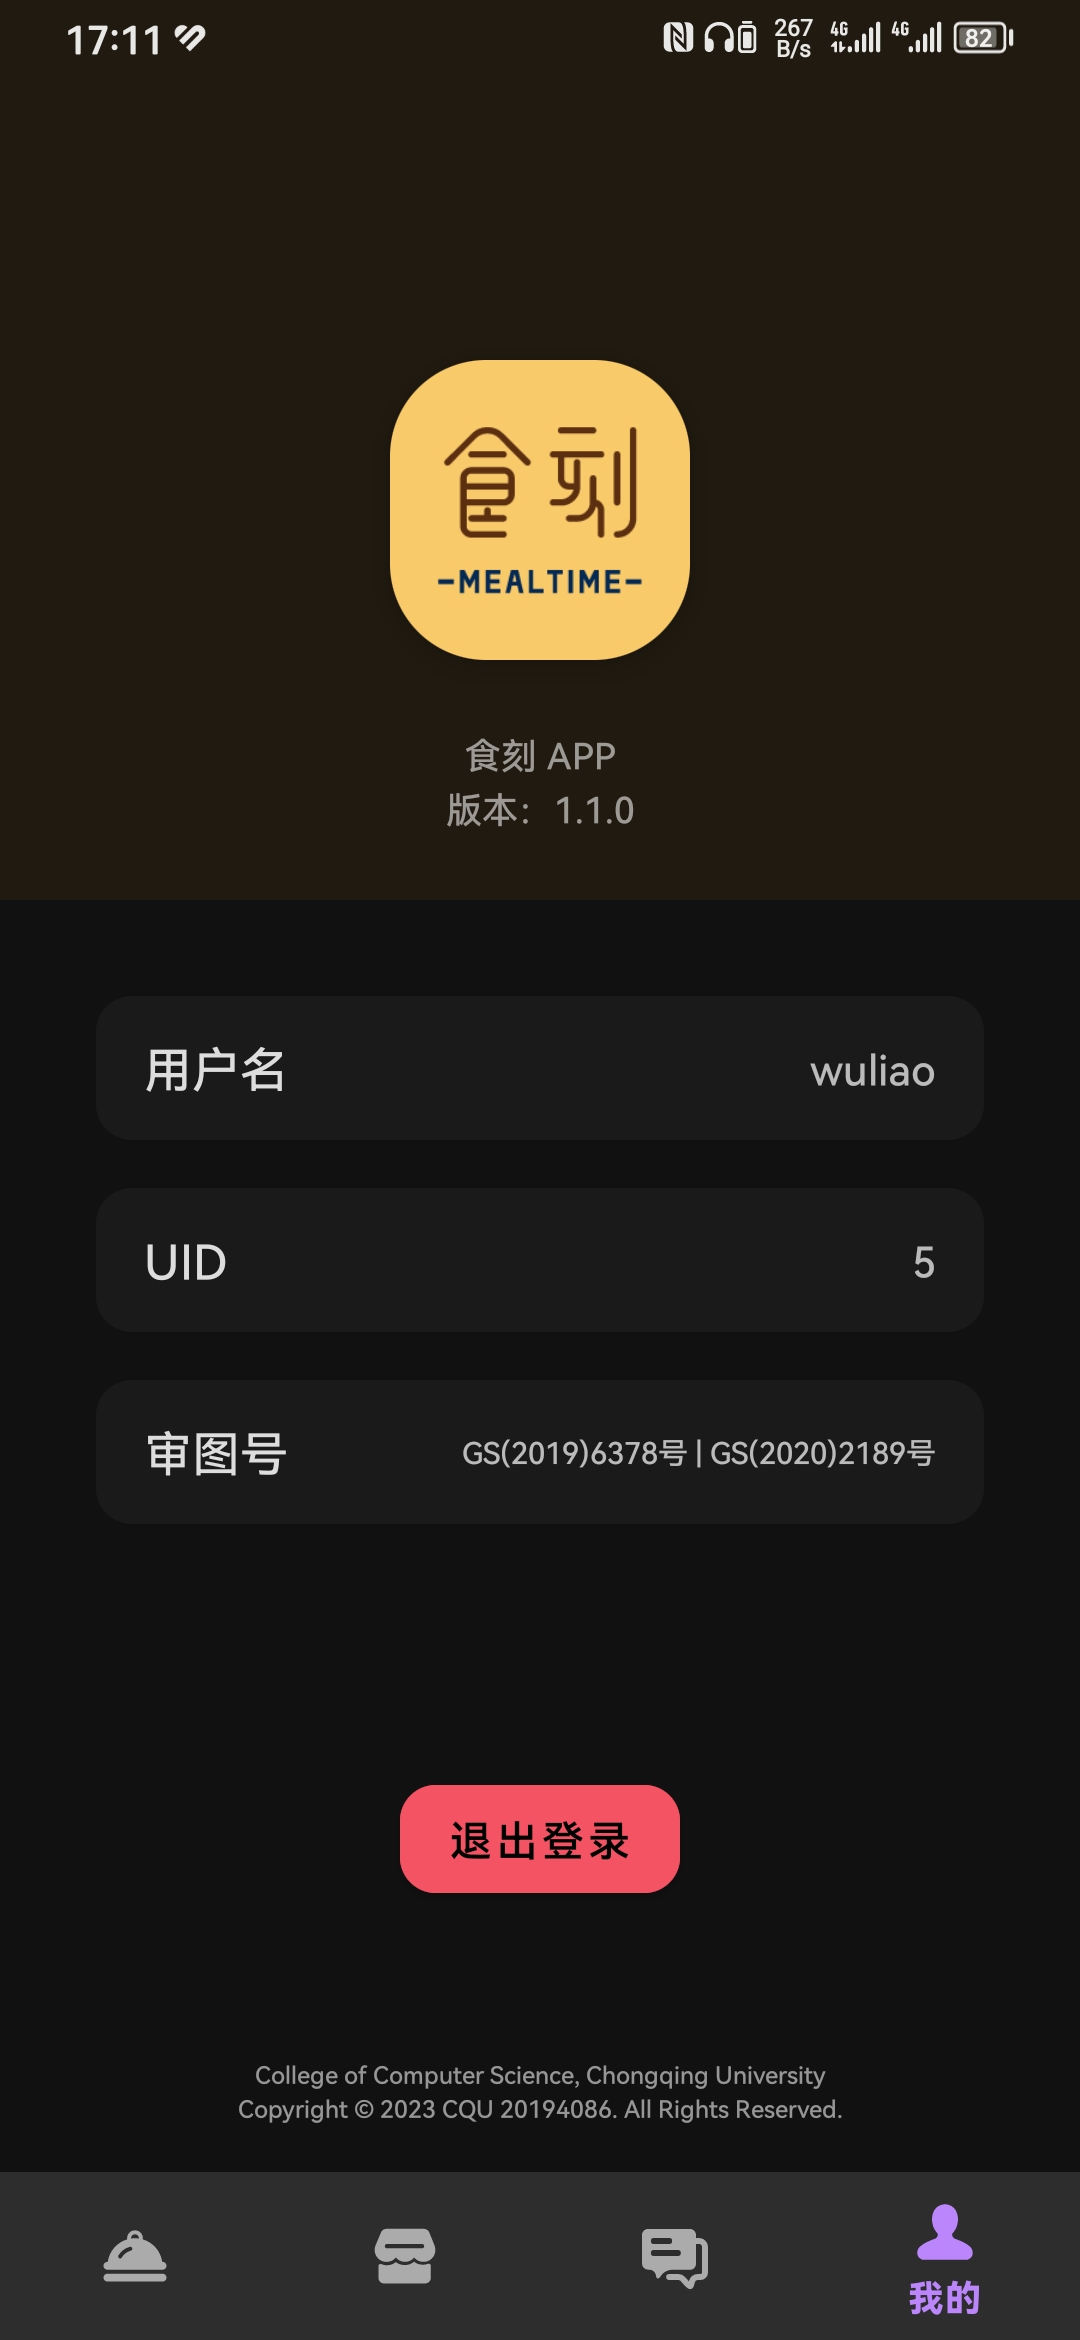 17:11
267
B/s
4G
4G
82
食刻
-MEALTIME-
食刻 APP
版本：1.1.0
用户名 wuliao
UID 5
审图号 GS(2019)6378号 | GS(2020)2189号
退出登录
College of Computer Science, Chongqing University
Copyright © 2023 CQU 20194086. All Rights Reserved.
我的